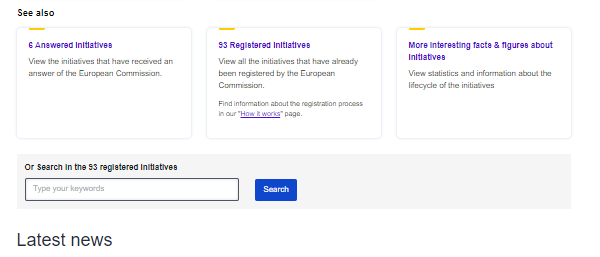 See also
6 Answered Initiatives
View the initiatives that have received an
answer of the European Commission.
93 Registered Initiatives
View all the initiatives that have already
been registered by the European
Commission.
Find information about the registration process
in our "How it works" page.
More interesting facts & figures about
initiatives
View statistics and information about the
lifecycle of the initiatives
Or Search in the 93 registered initiatives
Type your keywords
Search
Latest news